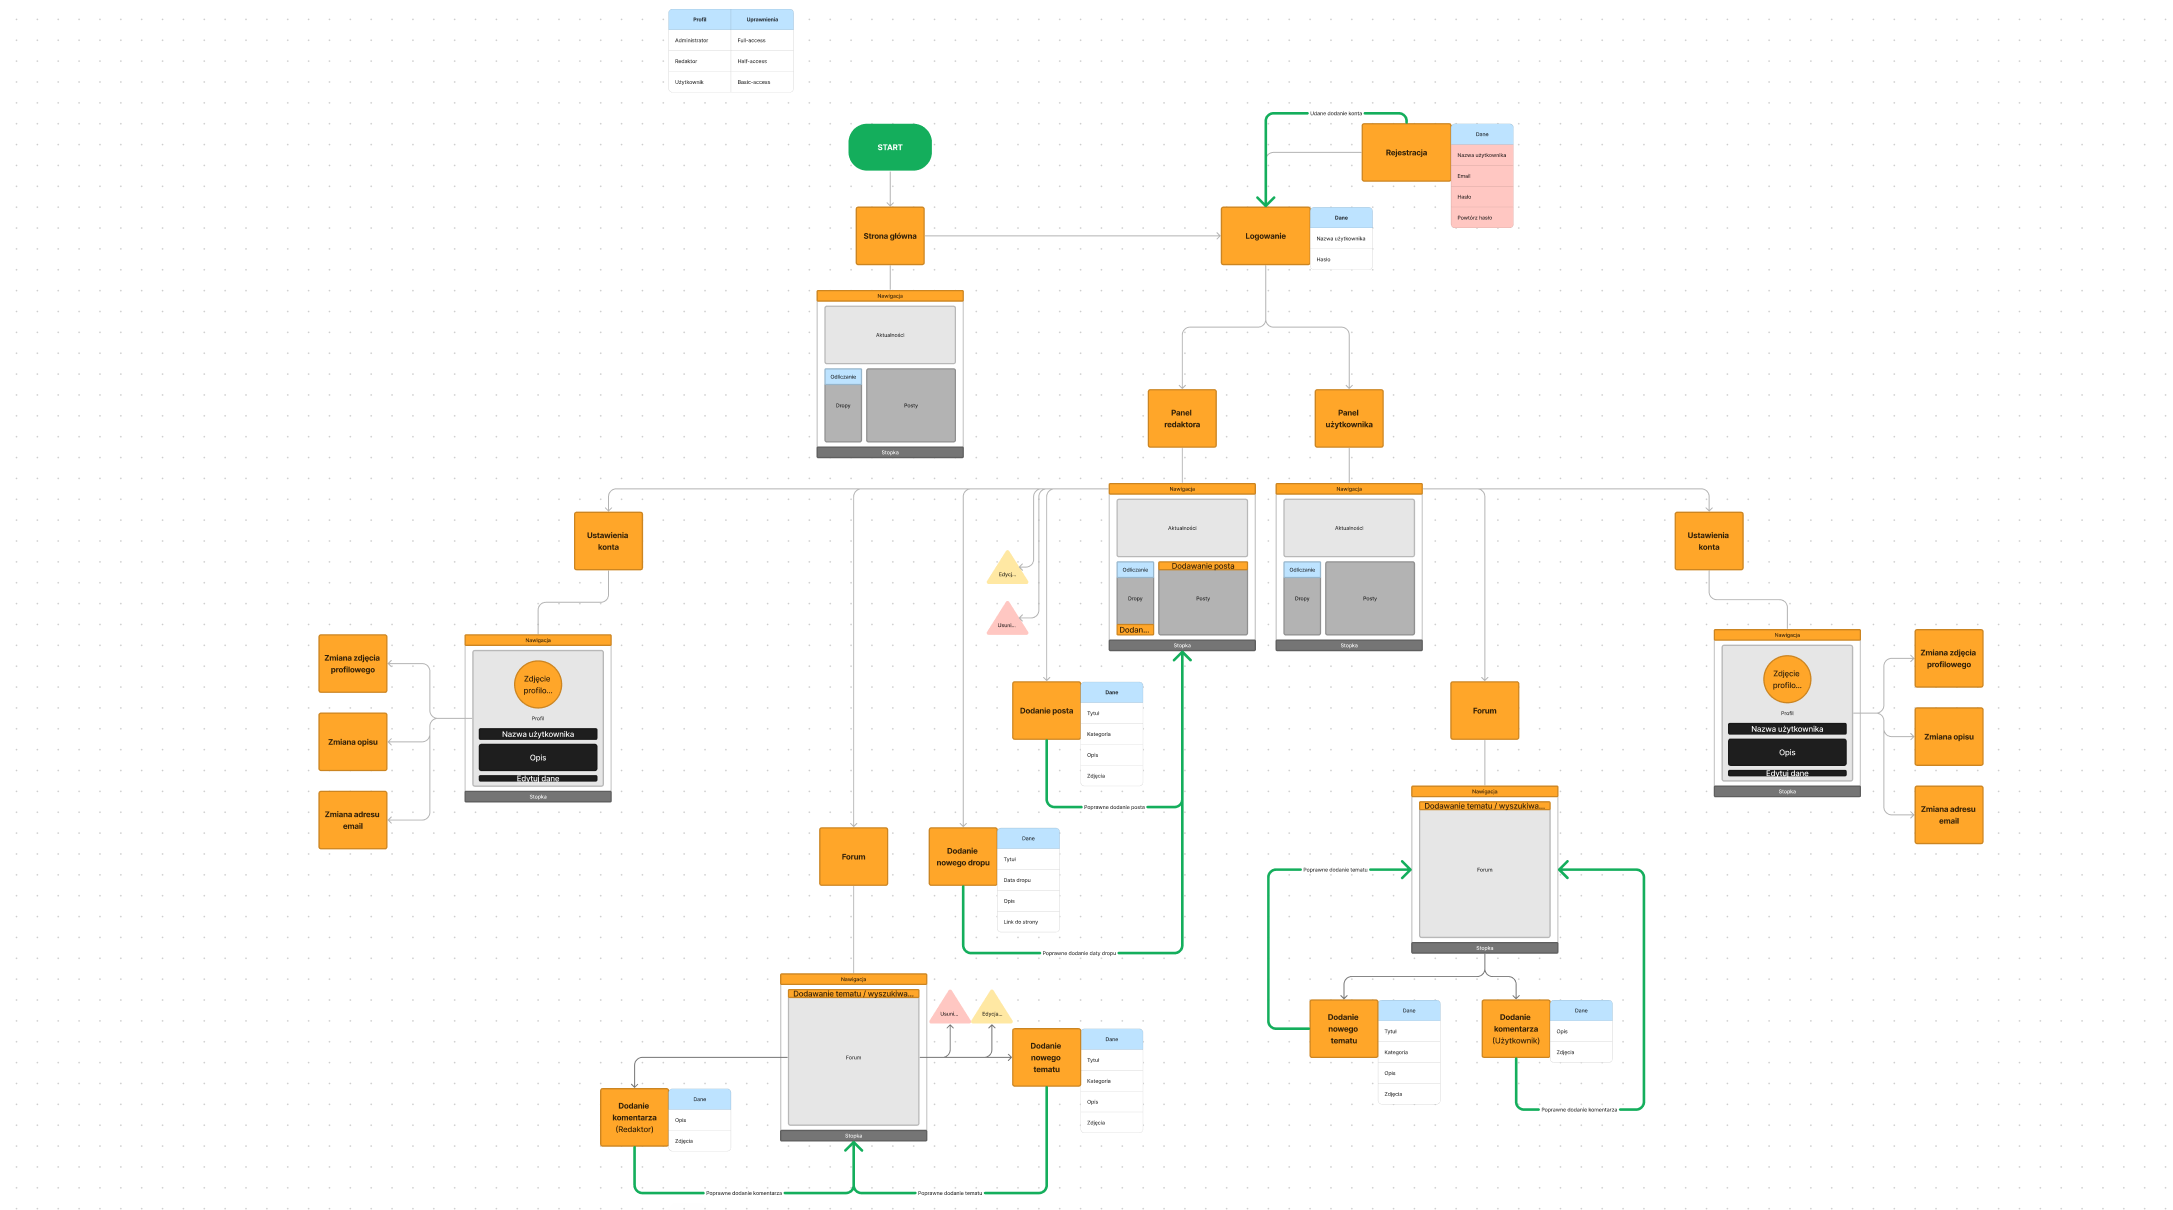 Profil Uprawnienia
Administrator Full-access
Redaktor Half-access
Użytkownik Basic-access
START
Udane dodanie konta
Rejestracja
Dane
Nazwa użytkownika
Email
Hasło
Powtórz hasło
Strona główna
Logowanie
Dane
Nazwa użytkownika
Hasło
Nawigacja
Aktualności
Odliczanie
Dropy
Posty
Stopka
Panel
redaktora
Panel
użytkownika
Nawigacja
Aktualności
Odliczanie
Dodawanie posta
Dropy
Posty
Dodan...
Stopka
Nawigacja
Aktualności
Odliczanie
Dropy
Posty
Stopka
Ustawienia
konta
Edycj...
Usuni...
Ustawienia
konta
Zmiana zdjęcia
profilowego
Zmiana opisu
Zmiana adresu
email
Nawigacja
Zdjęcie
profilo...
Profil
Nazwa użytkownika
Opis
Edytuj dane
Stopka
Dodanie posta
Dane
Tytuł
Kategoria
Opis
Zdjęcia
Poprawne dodanie posta
Forum
Nawigacja
Zdjęcie
profilo...
Profil
Nazwa użytkownika
Opis
Edytuj dane
Stopka
Zmiana zdjęcia
profilowego
Zmiana opisu
Zmiana adresu
email
Forum
Dodanie
nowego dropu
Dane
Tytuł
Data dropu
Opis
Link do strony
Poprawne dodanie daty dropu
Nawigacja
Dodawanie tematu / wyszukiwa...
Forum
Stopka
Poprawne dodanie tematu
Dodanie
nowego
tematu
Dane
Tytuł
Kategoria
Opis
Zdjęcia
Dodanie
komentarza
(Użytkownik)
Dane
Opis
Zdjęcia
Poprawne dodanie komentarza
Nawigacja
Dodawanie tematu / wyszukiwa...
Forum
Stopka
Usuni...
Edycja...
Dodanie
nowego
tematu
Dane
Tytuł
Kategoria
Opis
Zdjęcia
Dodanie
komentarza
(Redaktor)
Dane
Opis
Zdjęcia
Poprawne dodanie komentarza
Poprawne dodanie tematu